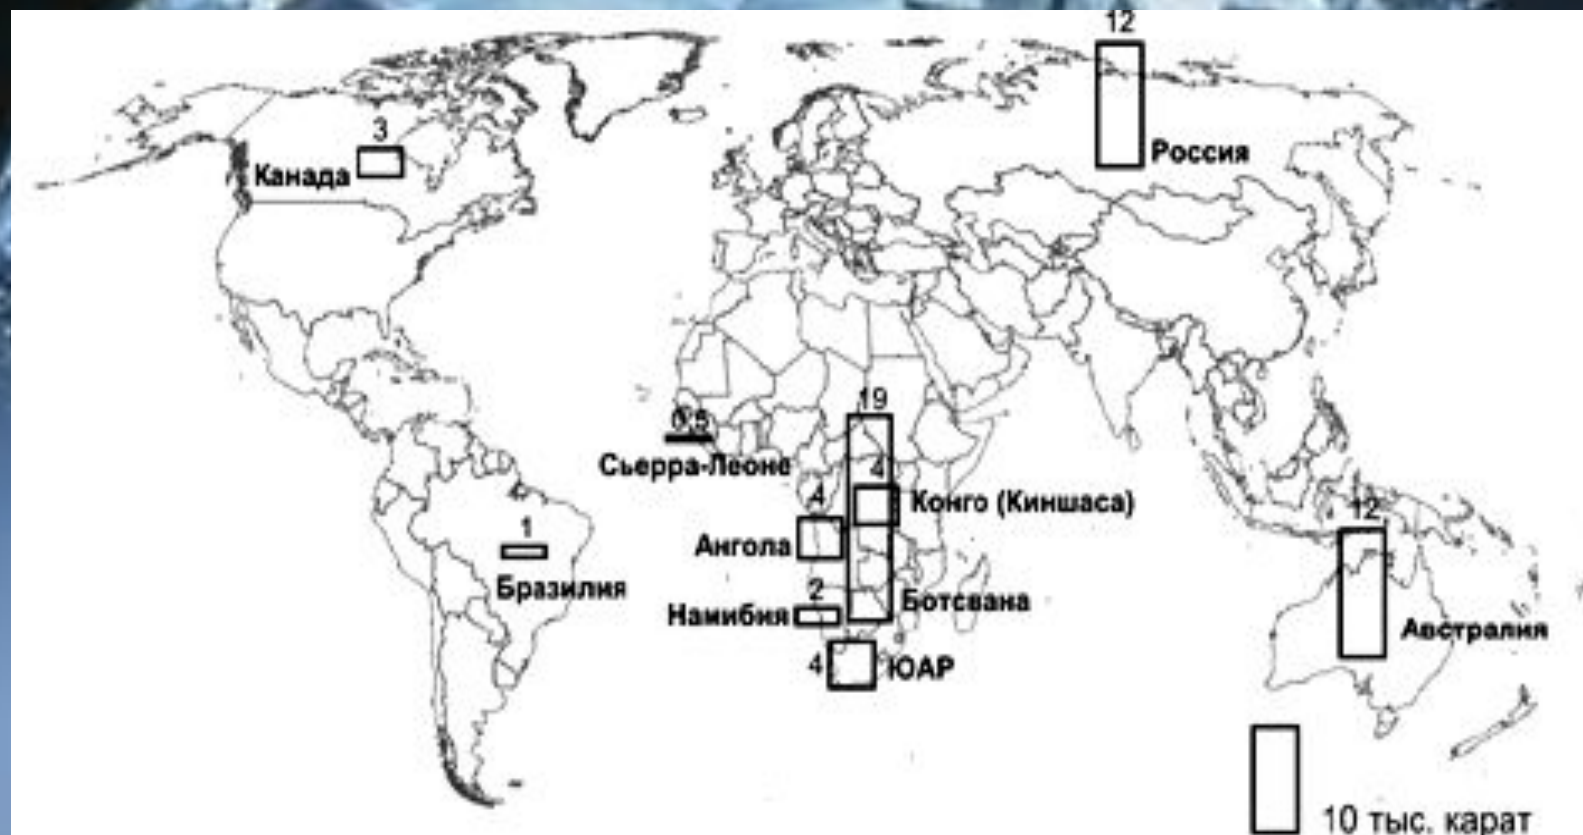 12
Россия
3
Канада
19
0,5
Сьерра-Леоне
4
Конго (Киншаса)
4
Ангола
12
1
Бразилия
2
Намибия
Ботсвана
Австралия
4
ЮАР
10 тыс. карат